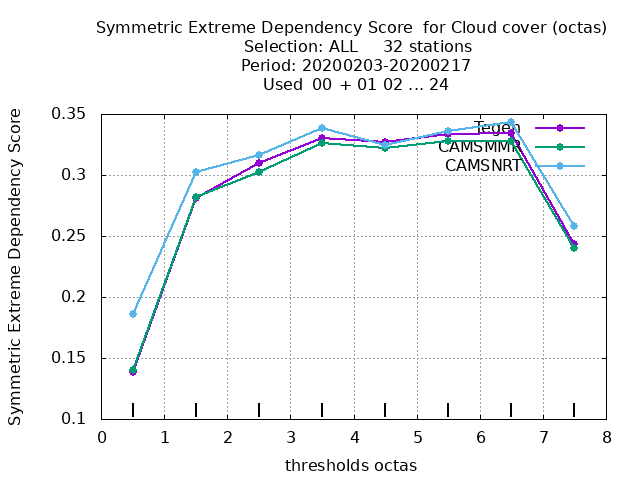 Symmetric Extreme Dependency Score  for Cloud cover (octas)
Selection: ALL     32 stations
Period: 20200203-20200217
Used  00 + 01 02 ... 24
Symmetric Extreme Dependency Score
0.35
0.3
0.25
0.2
0.15
0.1
Tegen
CAMSMMR
CAMSNRT
0 1 2 3 4 5 6 7 8
thresholds octas